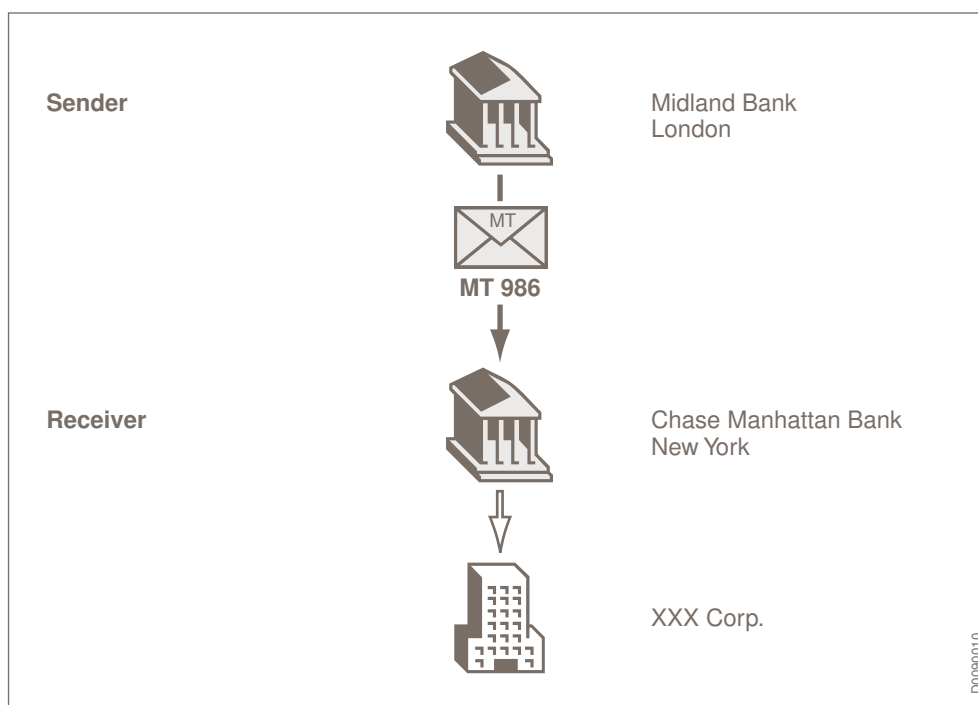 Sender
Midland Bank
London
MT
MT 986
Receiver
Chase Manhattan Bank
New York
XXX Corp.
D0090010